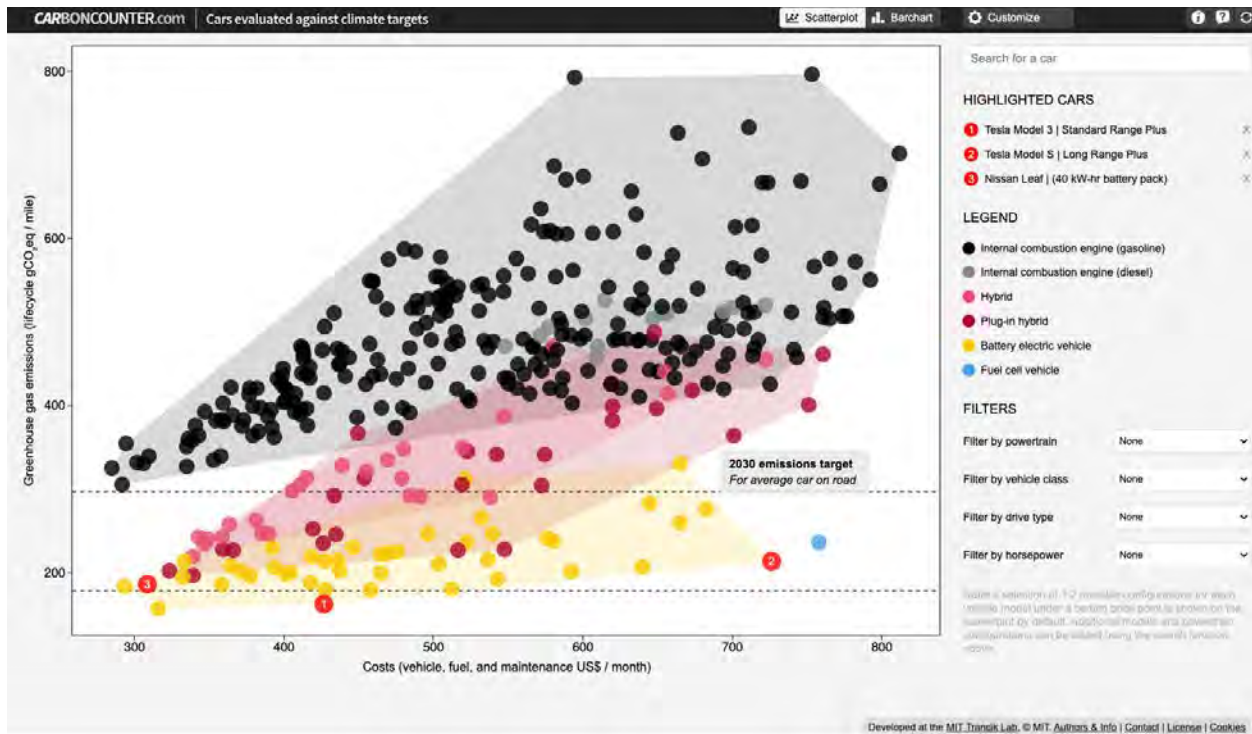 CARBONCOUNTER.com | Cars evaluated against climate targets
Scatterplot
Barchart
Customize
Search for a car
HIGHLIGHTED CARS
1 Tesla Model 3 | Standard Range Plus X
2 Tesla Model S | Long Range Plus X
3 Nissan Leaf | (40 kW-hr battery pack) X
LEGEND
Internal combustion engine (gasoline)
Internal combustion engine (diesel)
Hybrid
Plug-in hybrid
Battery electric vehicle
Fuel cell vehicle
FILTERS
Filter by powertrain None
Filter by vehicle class None
Filter by drive type None
Filter by horsepower None
Greenhouse gas emissions (lifecycle gCO₂eq / mile)
800
600
400
200
2030 emissions target
For average car on road
1
2
3
300 400 500 600 700 800
Costs (vehicle, fuel, and maintenance US$ / month)
Developed at the MIT Trancik Lab. © MIT. Authors & Info | Contact | License | Cookies